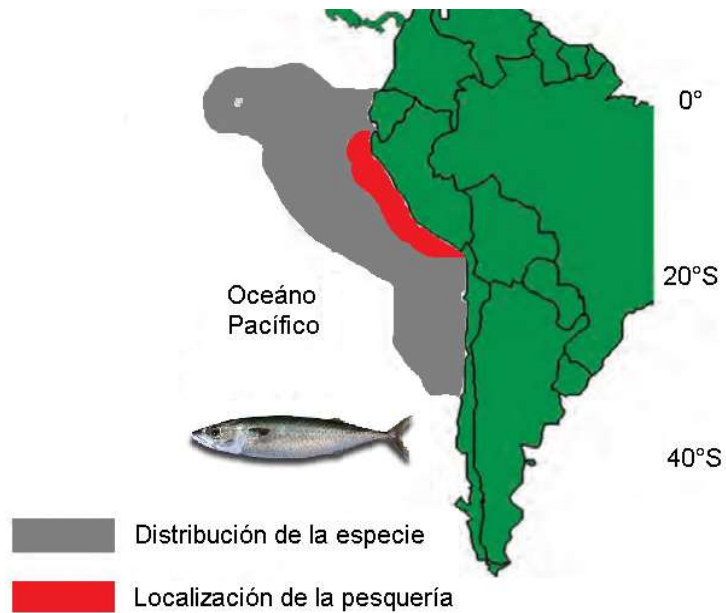 0°
20°S
Oceáno
Pacífico
40°S
Distribución de la especie
Localización de la pesquería